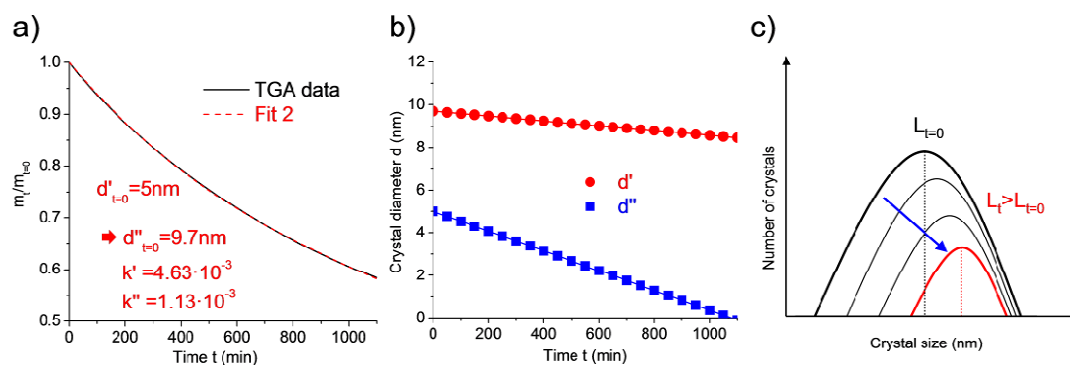 a)
1.0
0.9
0.8
0.7
0.6
0.5
0 200 400 600 800 1000
m_t/m_t=0
Time t (min)
TGA data
Fit 2
d'_t=0=5nm
➡ d''_t=0=9.7nm
k'=4.63·10⁻³
k''=1.13·10⁻³
b)
12
10
8
6
4
2
0
0 200 400 600 800 1000
Crystal diameter d (nm)
Time t (min)
d'
d''
c)
Number of crystals
L_t=0
L_t>L_t=0
Crystal size (nm)